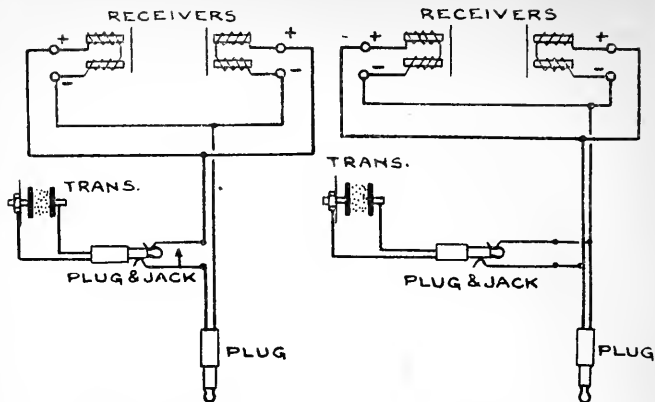 RECEIVERS
+ + - -
TRANS.
PLUG & JACK
PLUG
RECEIVERS
+ + - -
TRANS.
PLUG & JACK
PLUG